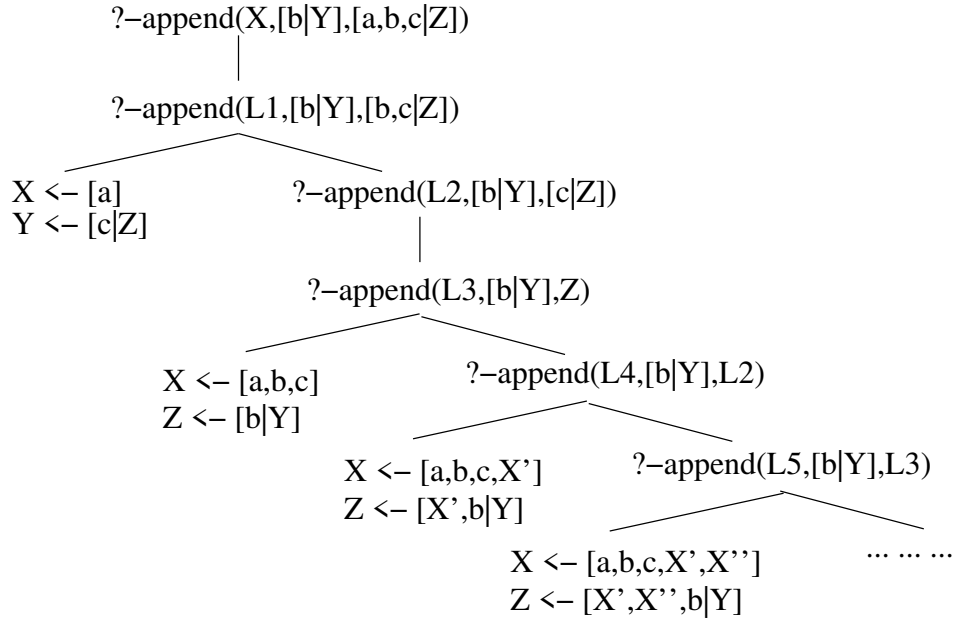 ?−append(X,[b|Y],[a,b,c|Z])
?−append(L1,[b|Y],[b,c|Z])
X <− [a]
Y <− [c|Z]
?−append(L2,[b|Y],[c|Z])
?−append(L3,[b|Y],Z)
X <− [a,b,c]
Z <− [b|Y]
?−append(L4,[b|Y],L2)
X <− [a,b,c,X’]
Z <− [X’,b|Y]
?−append(L5,[b|Y],L3)
X <− [a,b,c,X’,X’’]
Z <− [X’,X’’,b|Y]
... ... ...